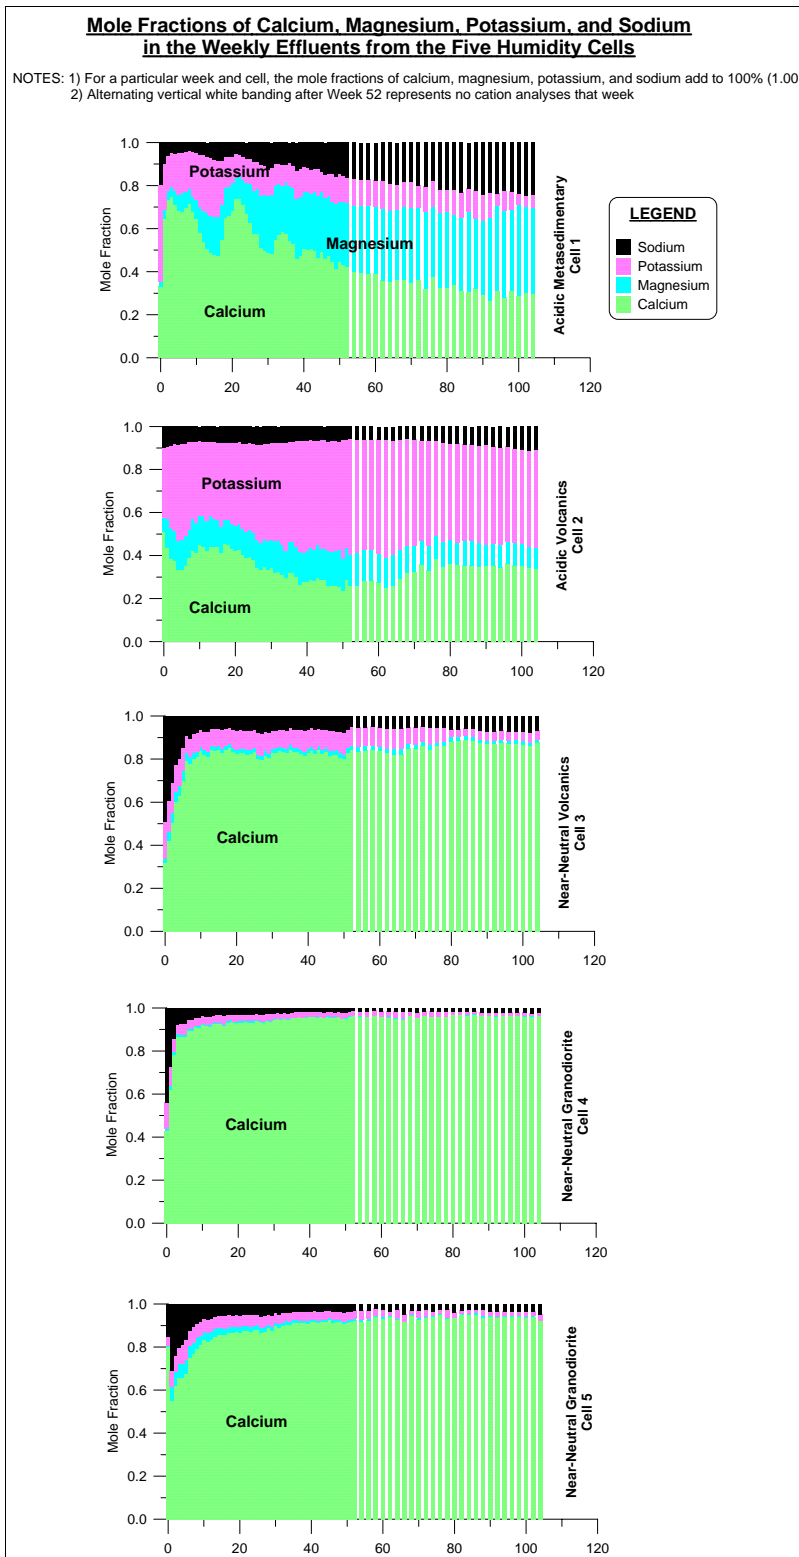 Mole Fractions of Calcium, Magnesium, Potassium, and Sodium
in the Weekly Effluents from the Five Humidity Cells
NOTES: 1) For a particular week and cell, the mole fractions of calcium, magnesium, potassium, and sodium add to 100% (1.00
2) Alternating vertical white banding after Week 52 represents no cation analyses that week
1.0
0.8
0.6
0.4
0.2
0.0
Mole Fraction
Potassium
Magnesium
Calcium
0
20
40
60
80
100
120
Acidic Metasedimentary
Cell 1
LEGEND
Sodium
Potassium
Magnesium
Calcium
1.0
0.8
0.6
0.4
0.2
0.0
Mole Fraction
Potassium
Calcium
0
20
40
60
80
100
120
Acidic Volcanics
Cell 2
1.0
0.8
0.6
0.4
0.2
0.0
Mole Fraction
Calcium
0
20
40
60
80
100
120
Near-Neutral Volcanics
Cell 3
1.0
0.8
0.6
0.4
0.2
0.0
Mole Fraction
Calcium
0
20
40
60
80
100
120
Near-Neutral Granodiorite
Cell 4
1.0
0.8
0.6
0.4
0.2
0.0
Mole Fraction
Calcium
0
20
40
60
80
100
120
Near-Neutral Granodiorite
Cell 5